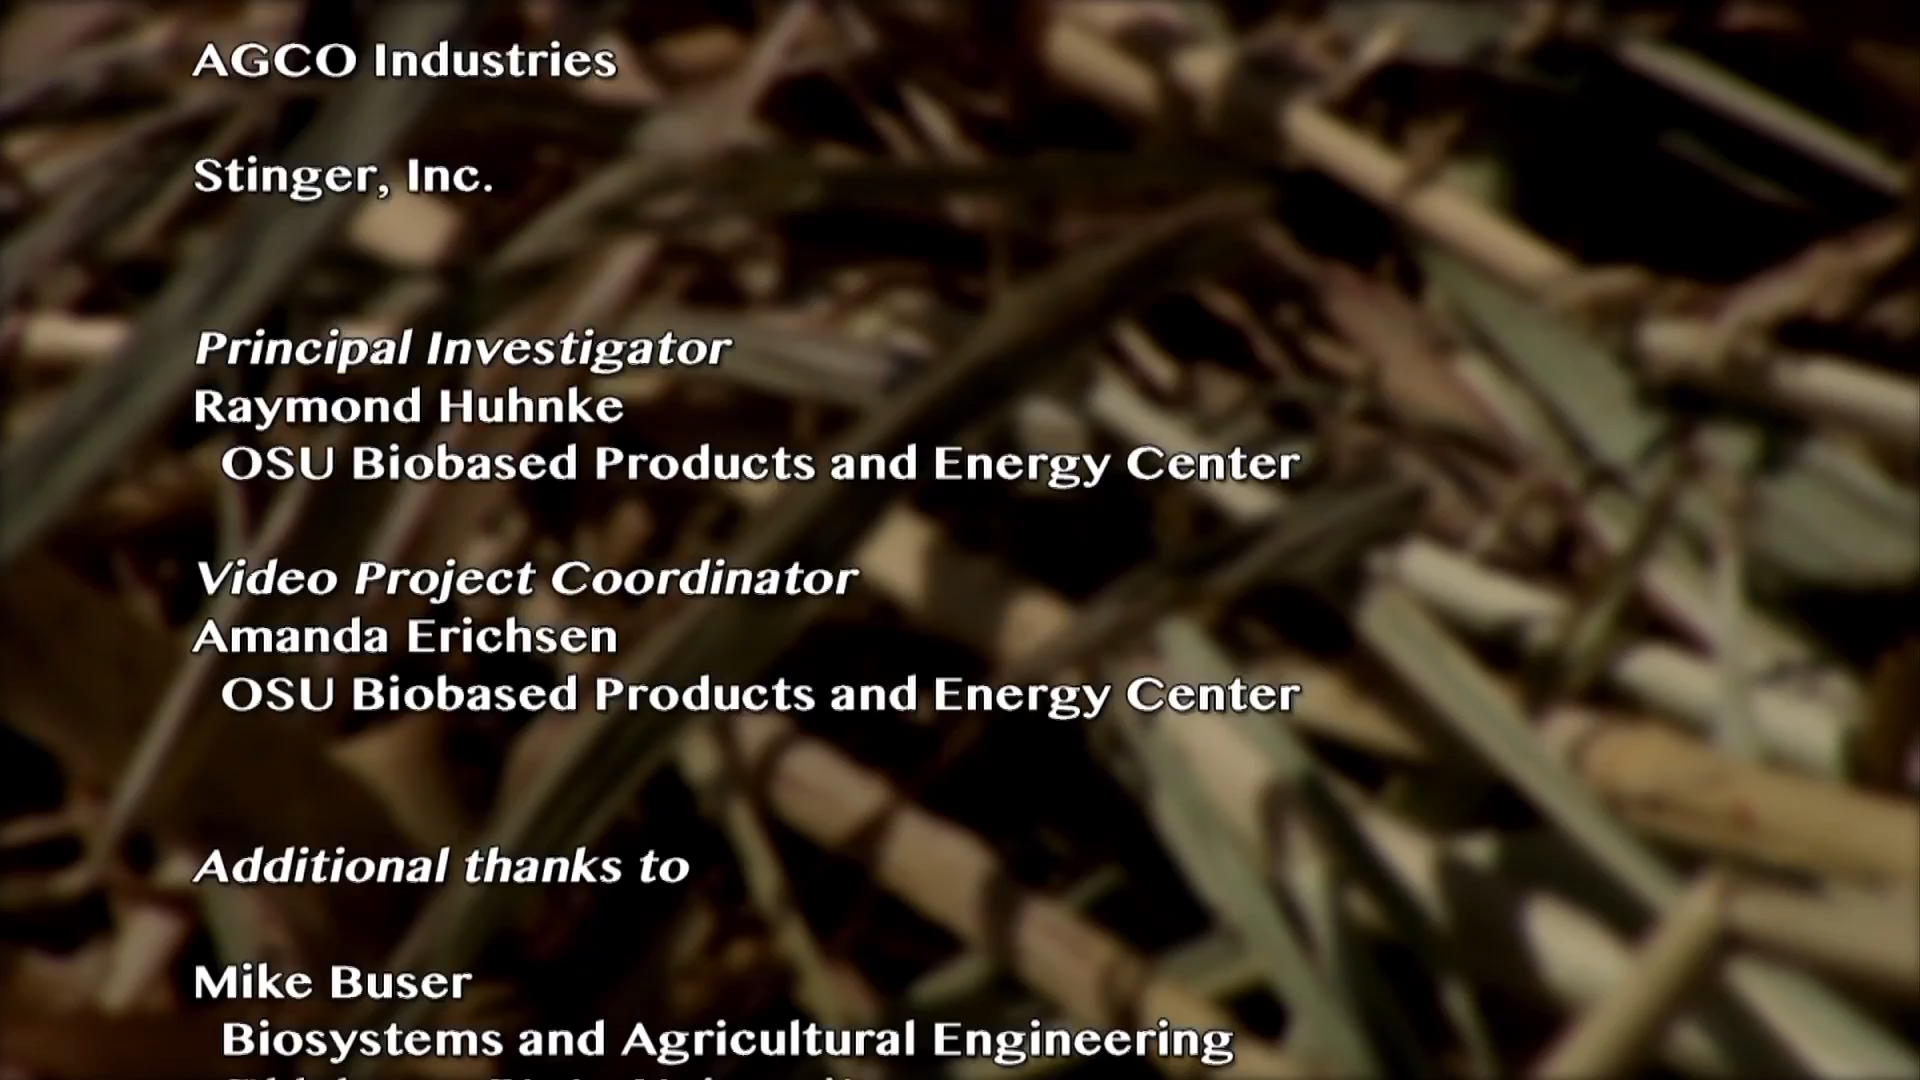 AGCO Industries
Stinger, Inc.
Principal Investigator
Raymond Huhnke
OSU Biobased Products and Energy Center
Video Project Coordinator
Amanda Erichsen
OSU Biobased Products and Energy Center
Additional thanks to
Mike Buser
Biosystems and Agricultural Engineering